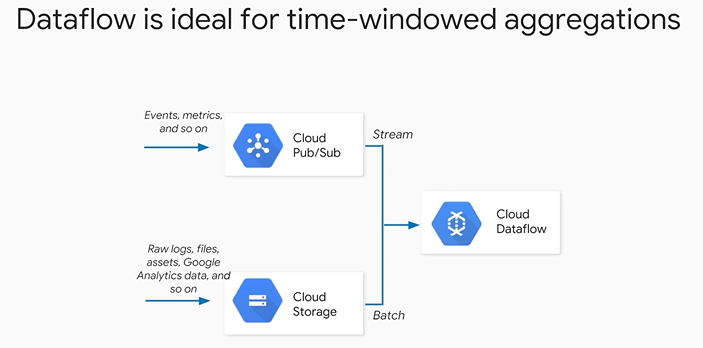 Dataflow is ideal for time-windowed aggregations
Events, metrics,
and so on
Cloud
Pub/Sub
Stream
Cloud
Dataflow
Raw logs, files,
assets, Google
Analytics data, and
so on
Cloud
Storage
Batch